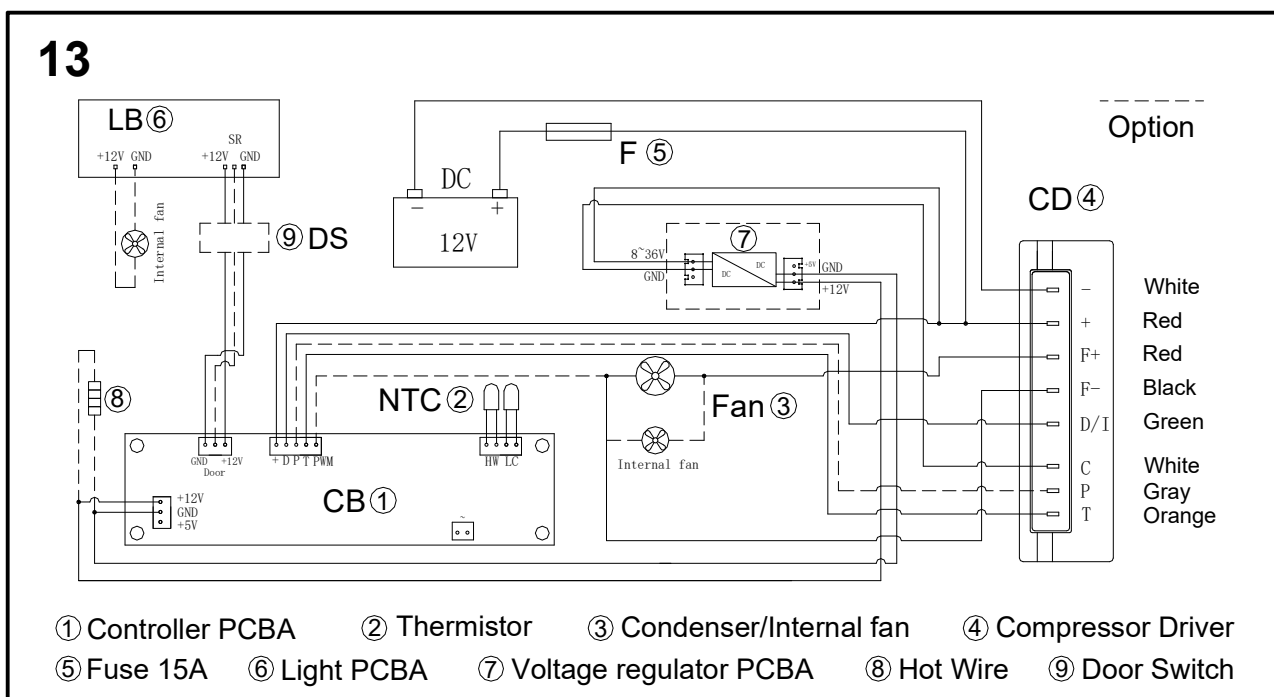 13
LB⑥
SR
+12V GND
+12V GND
Internal fan
⑨ DS
DC
− +
12V
F ⑤
Option
CD④
⑦
8~36V
GND
DC
DC
+5V
GND
+12V
− White
+ Red
F+ Red
F− Black
D/I Green
C White
P Gray
T Orange
⑧
NTC②
Fan③
Internal fan
GND +12V
Door
+ D P T PWM
HW LC
CB①
+12V
GND
+5V
~
① Controller PCBA ② Thermistor ③ Condenser/Internal fan ④ Compressor Driver
⑤ Fuse 15A ⑥ Light PCBA ⑦ Voltage regulator PCBA ⑧ Hot Wire ⑨ Door Switch